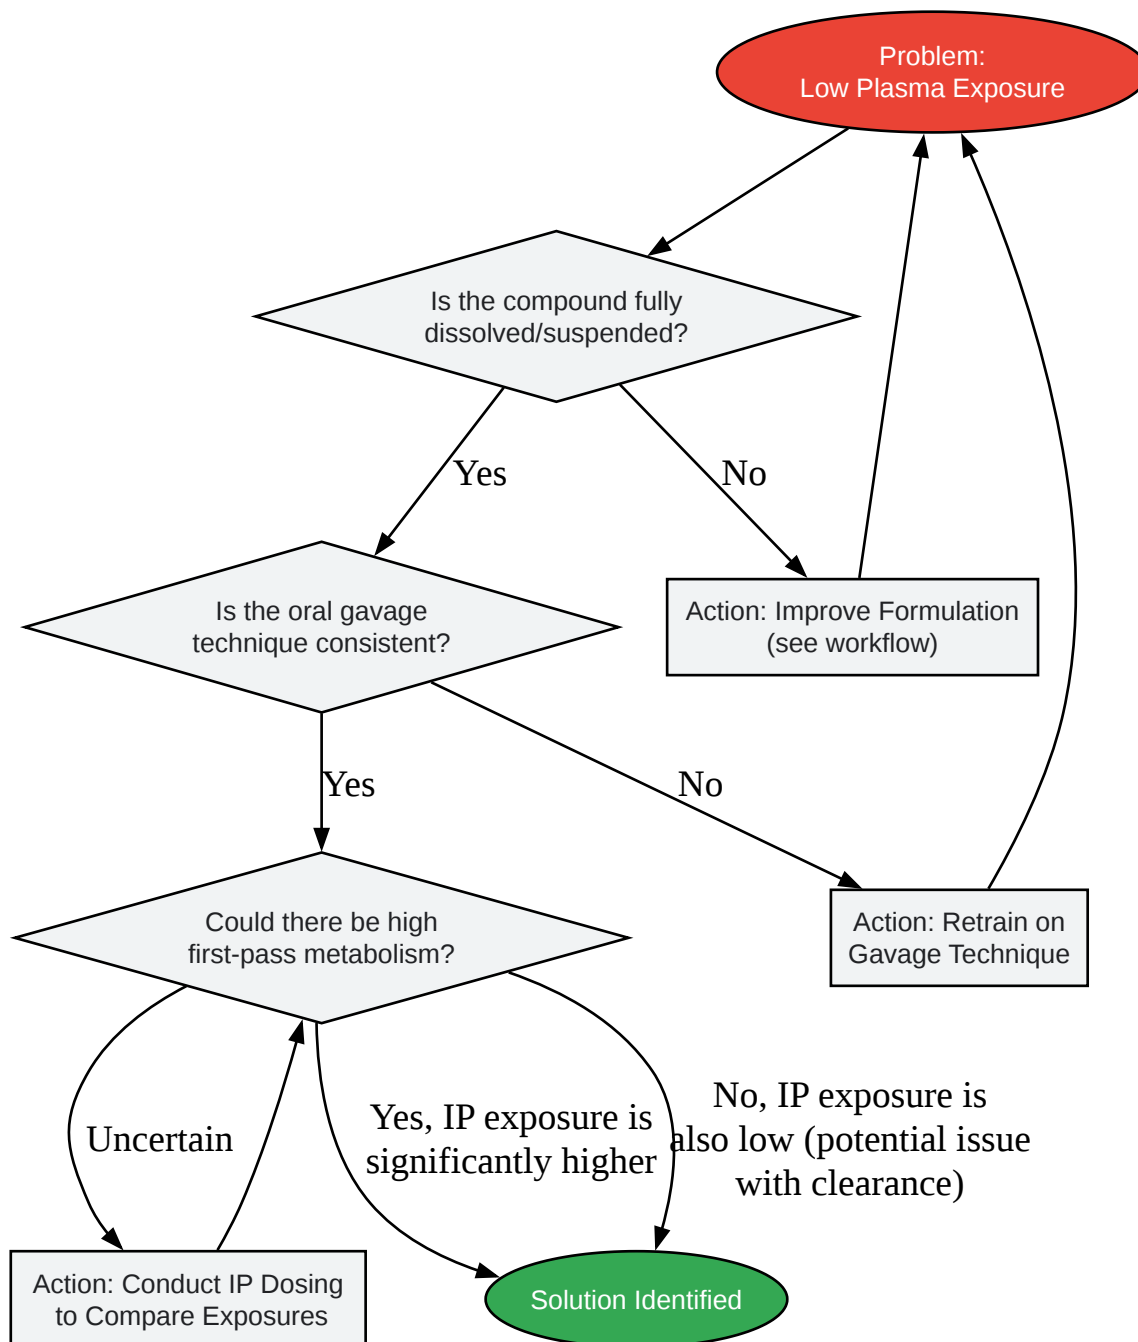 Problem:
Low Plasma Exposure
Is the compound fully
dissolved/suspended?
Yes
No
Is the oral gavage
technique consistent?
Action: Improve Formulation
(see workflow)
Yes
No
Could there be high
first-pass metabolism?
Action: Retrain on
Gavage Technique
Uncertain
Yes, IP exposure is
significantly higher
No, IP exposure is
also low (potential issue
with clearance)
Action: Conduct IP Dosing
to Compare Exposures
Solution Identified